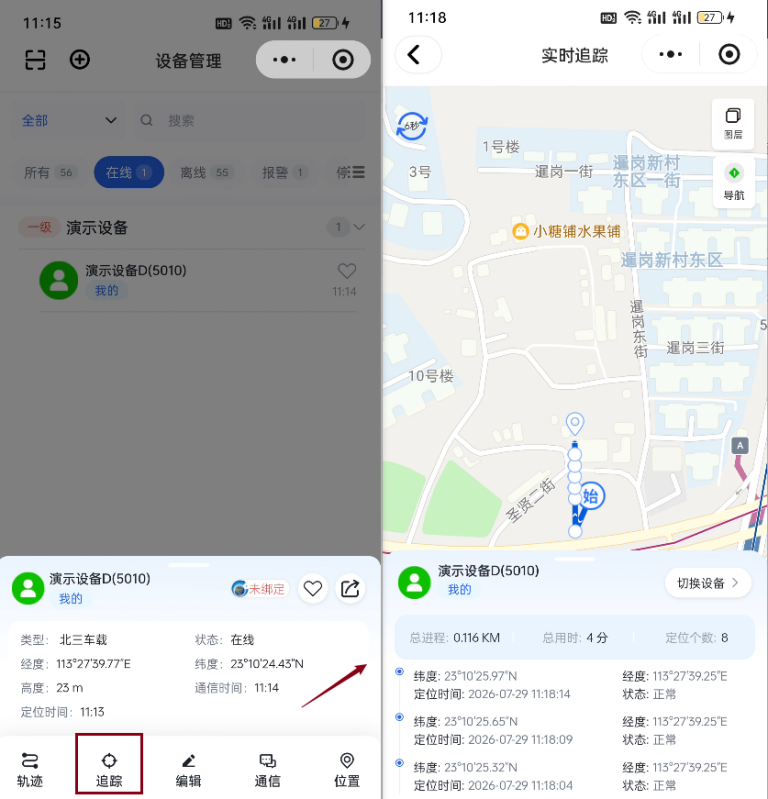 11:15
HD 4G 4G 27
设备管理
全部
搜索
所有 56
在线 1
离线 55
报警 1
一级 演示设备 1
演示设备D(5010)
我的
11:14
演示设备D(5010)
我的
未绑定
类型: 北三车载
状态: 在线
经度: 113°27'39.77"E
纬度: 23°10'24.43"N
高度: 23 m
通信时间: 11:14
定位时间: 11:13
轨迹
追踪
编辑
通信
位置
11:18
HD 4G 4G 27
实时追踪
6秒
图层
导航
1号楼
3号
暹岗一街
暹岗新村
东区一街
小糖铺水果铺
暹岗新村东区
暹岗东街
暹岗三街
10号楼
A
始
圣贤二街
演示设备D(5010)
我的
切换设备
总进程: 0.116 KM
总用时: 4 分
定位个数: 8
纬度: 23°10'25.97"N
经度: 113°27'39.25"E
定位时间: 2026-07-29 11:18:14
状态: 正常
纬度: 23°10'25.65"N
经度: 113°27'39.25"E
定位时间: 2026-07-29 11:18:09
状态: 正常
纬度: 23°10'25.32"N
经度: 113°27'39.25"E
定位时间: 2026-07-29 11:18:04
状态: 正常